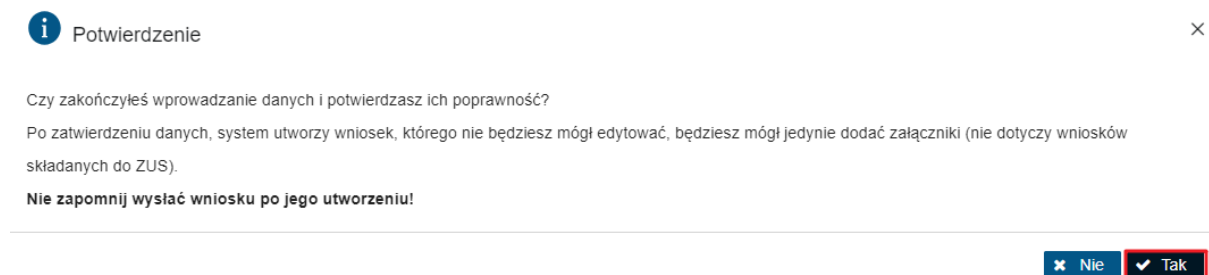 Potwierdzenie
Czy zakończyłeś wprowadzanie danych i potwierdzasz ich poprawność?
Po zatwierdzeniu danych, system utworzy wniosek, którego nie będziesz mógł edytować, będziesz mógł jedynie dodać załączniki (nie dotyczy wniosków
składanych do ZUS).
Nie zapomnij wysłać wniosku po jego utworzeniu!
Nie Tak